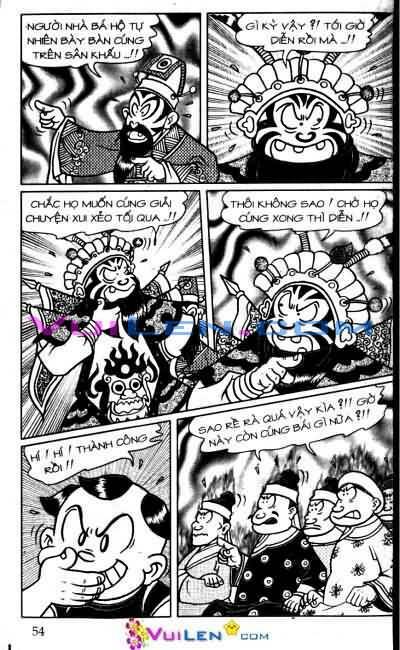 NGƯỜI NHÀ BÁ HỘ TỰ
NHIÊN BÀY BÀN CÚNG
TRÊN SÂN KHẤU ...!!
GÌ KỲ VẬY ?! TỚI GIỜ
DIỄN RỒI MÀ ...!!
CHẮC HỌ MUỐN CÚNG GIẢI
CHUYỆN XUI XẺO TỐI QUA ...!!
THÔI KHÔNG SAO ! CHỜ HỌ
CÚNG XONG THÌ DIỄN ..!!
VUILEN.COM
SAO RỀ RÀ QUÁ VẬY KÌA ?!! GIỜ
NÀY CÒN CÚNG BÁI GÌ NỮA ?!!
HÍ ! HÍ ! THÀNH CÔNG
RỒI !!
54
VUILEN.COM